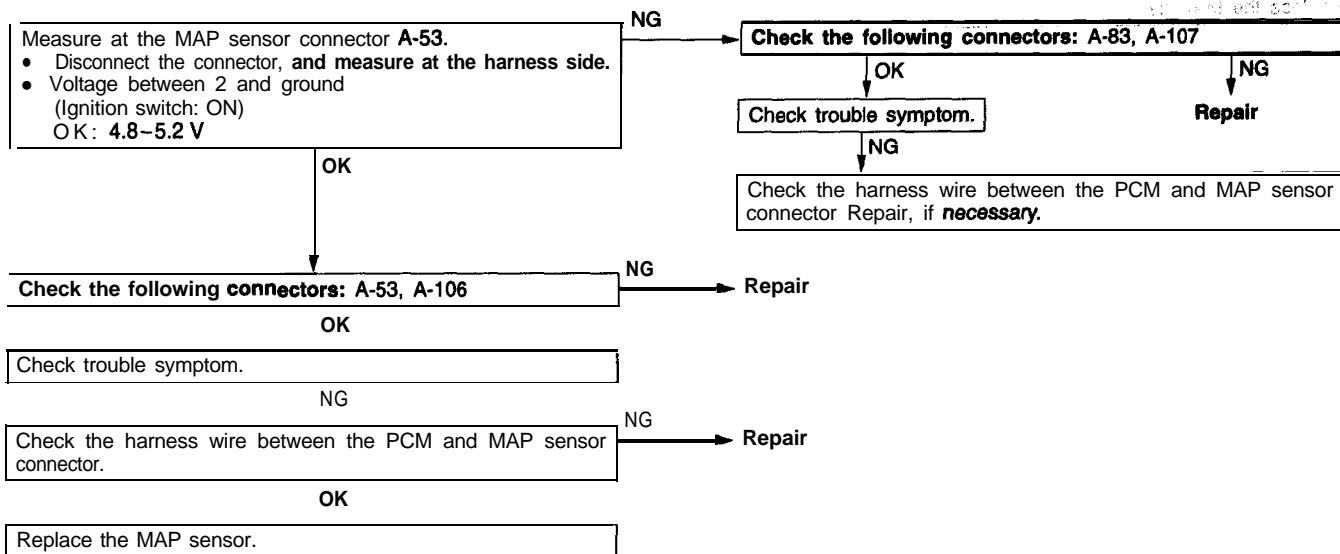 Measure at the MAP sensor connector A-53.
• Disconnect the connector, and measure at the harness side.
• Voltage between 2 and ground
(Ignition switch: ON)
OK: 4.8–5.2 V
NG
Check the following connectors: A-83, A-107
OK
NG
Check trouble symptom.
Repair
NG
Check the harness wire between the PCM and MAP sensor
connector Repair, if necessary.
OK
Check the following connectors: A-53, A-106
NG
Repair
OK
Check trouble symptom.
NG
Check the harness wire between the PCM and MAP sensor
connector.
NG
Repair
OK
Replace the MAP sensor.